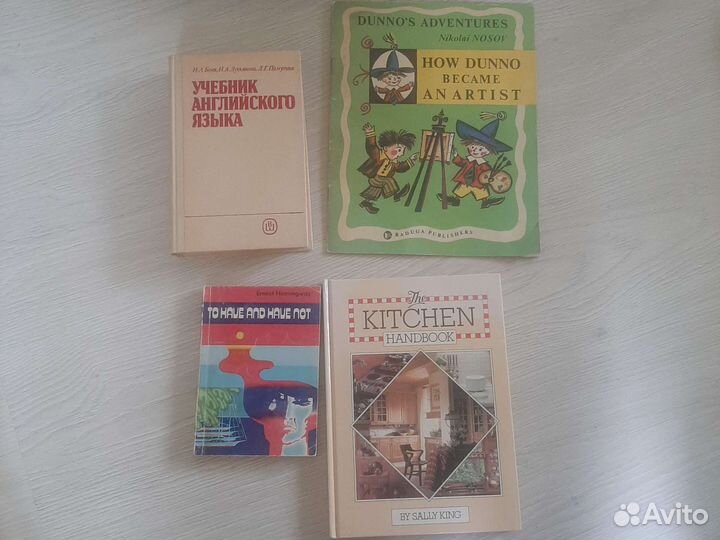 Н.А.Бонк, Н.А.Лукьянова, Л.Г.Памухина
УЧЕБНИК
АНГЛИЙСКОГО
ЯЗЫКА
DUNNO'S ADVENTURES
Nikolai NOSOV
HOW DUNNO
BECAME
AN ARTIST
RADUGA PUBLISHERS
Ernest Hemingway
TO HAVE AND HAVE NOT
The
KITCHEN
HANDBOOK
BY SALLY KING
Avito